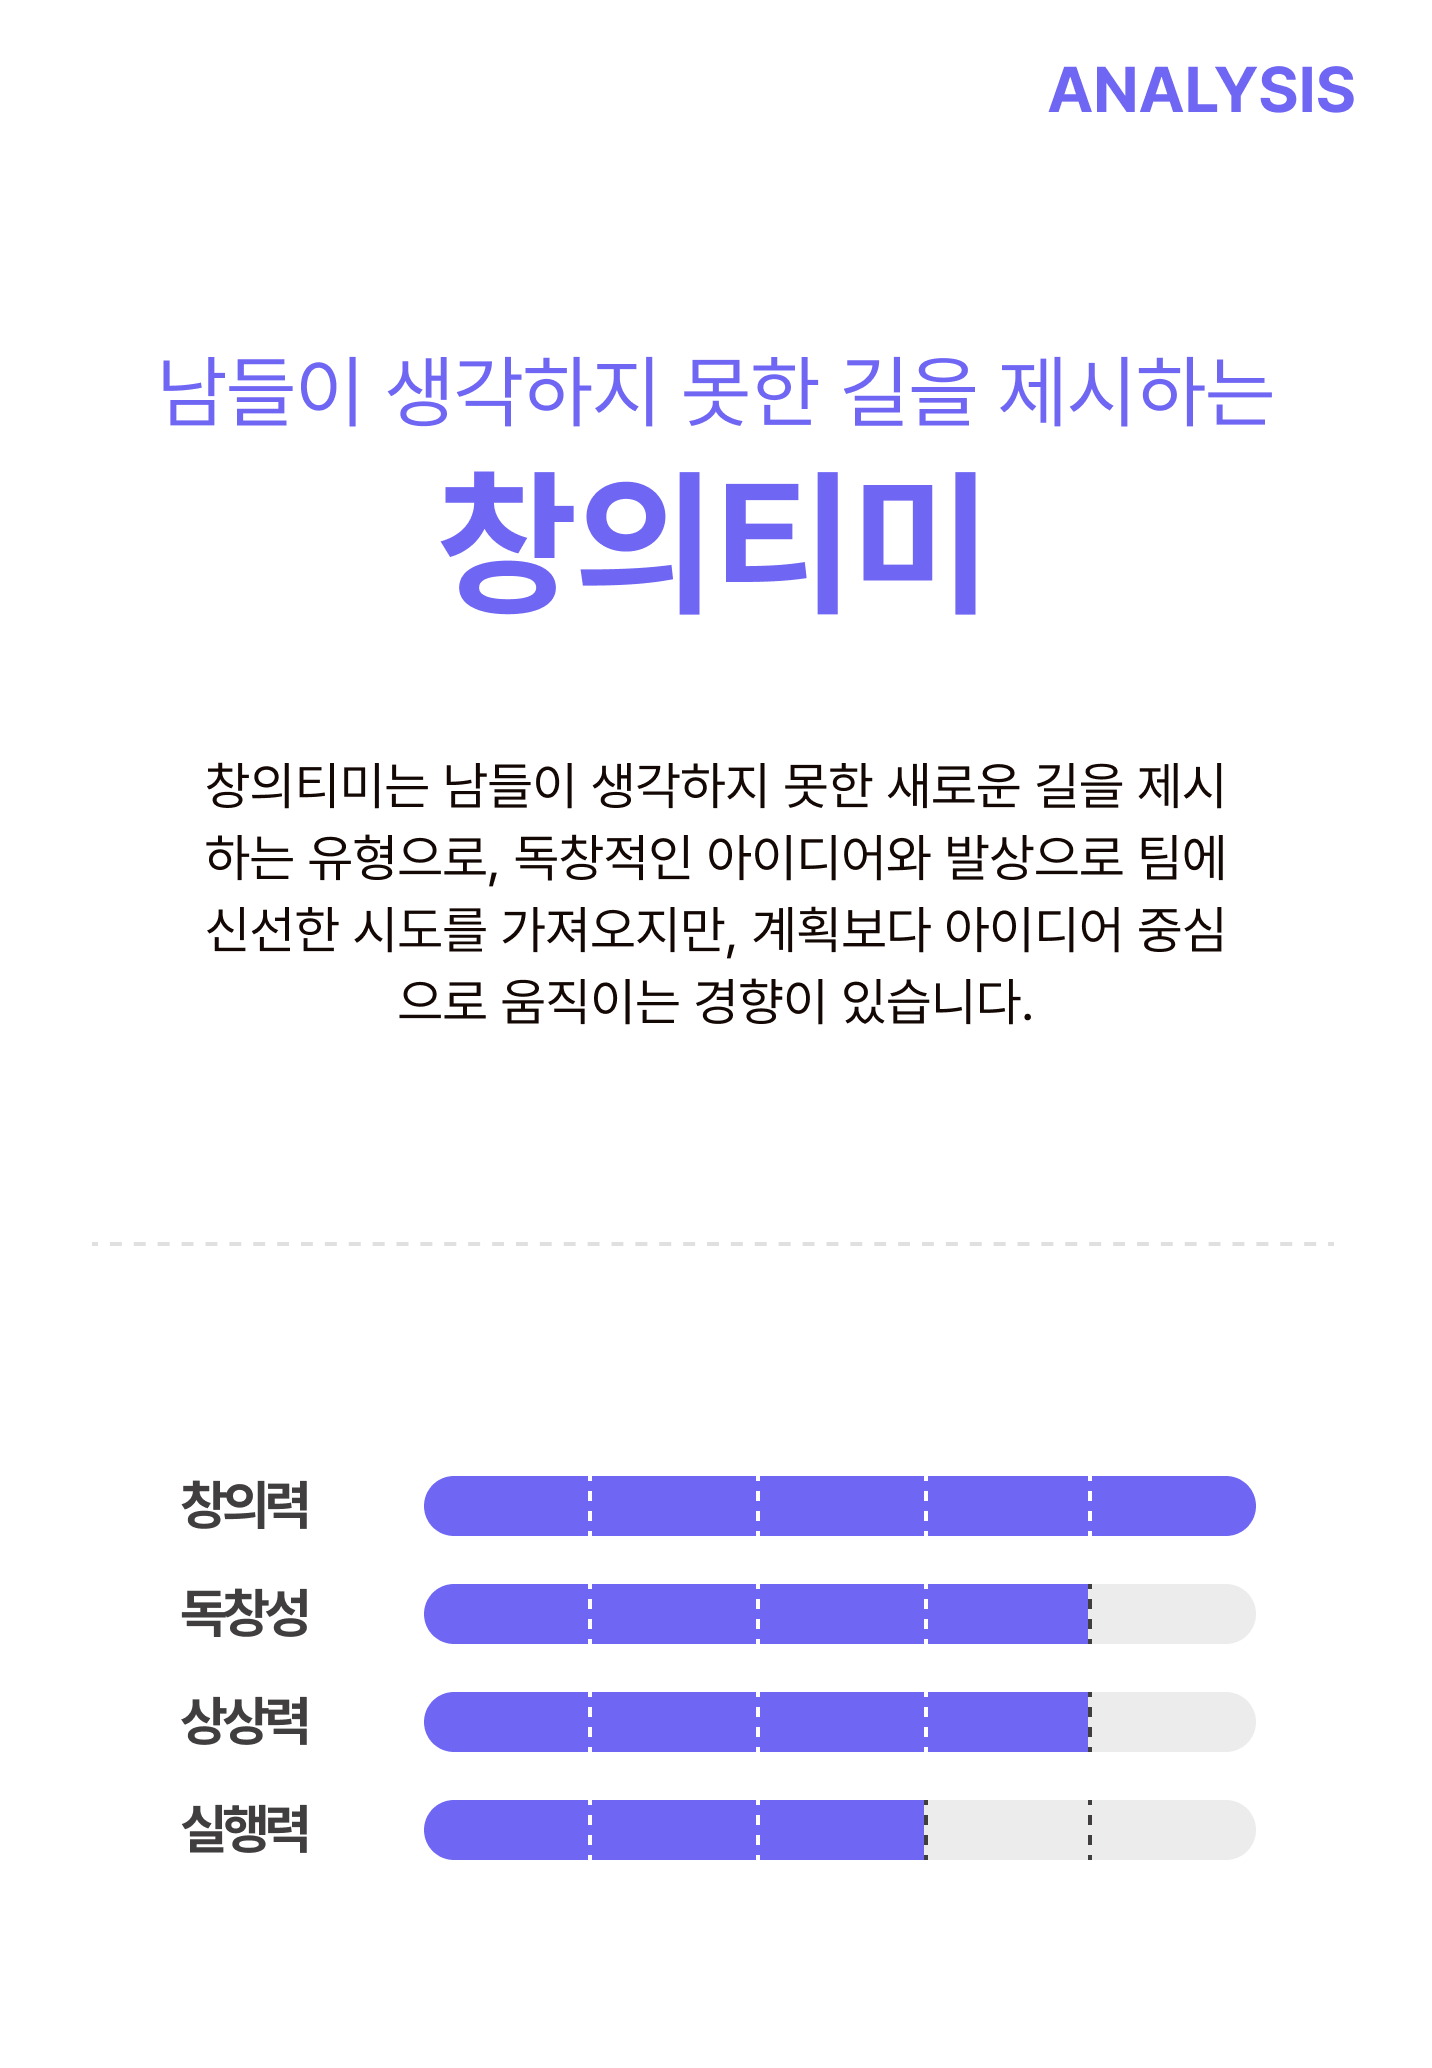 ANALYSIS
남들이 생각하지 못한 길을 제시하는
창의티미
창의티미는 남들이 생각하지 못한 새로운 길을 제시
하는 유형으로, 독창적인 아이디어와 발상으로 팀에
신선한 시도를 가져오지만, 계획보다 아이디어 중심
으로 움직이는 경향이 있습니다.
창의력
독창성
상상력
실행력